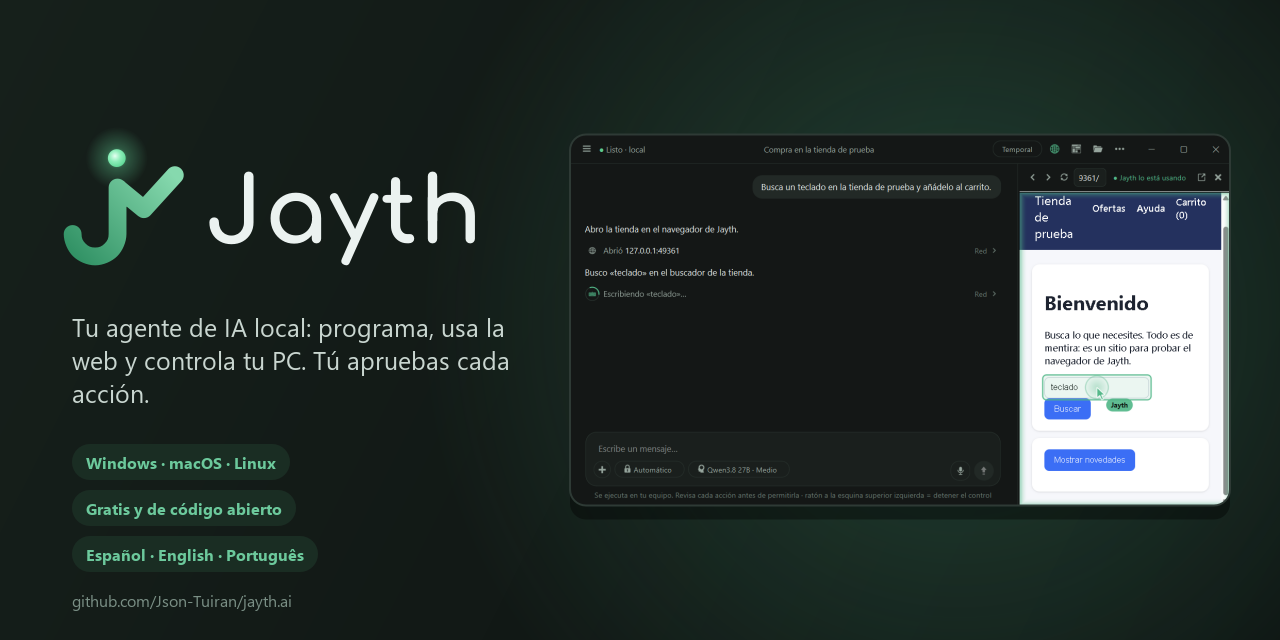 Jayth
Tu agente de IA local: programa, usa la
web y controla tu PC. Tú apruebas cada
acción.
Windows · macOS · Linux
Gratis y de código abierto
Español · English · Português
github.com/Json-Tuiran/jayth.ai
Listo · local
Compra en la tienda de prueba
Temporal
Busca un teclado en la tienda de prueba y añádelo al carrito.
Abro la tienda en el navegador de Jayth.
Abrió 127.0.0.1:49361
Red
Busco «teclado» en el buscador de la tienda.
Escribiendo «teclado»...
Red
Escribe un mensaje...
Automático
Qwen3.8 27B · Medio
Se ejecuta en tu equipo. Revisa cada acción antes de permitirla · ratón a la esquina superior izquierda = detener el control
9361/
Jayth lo está usando
Tienda
de
prueba
Ofertas
Ayuda
Carrito
(0)
Bienvenido
Busca lo que necesites. Todo es de
mentira: es un sitio para probar el
navegador de Jayth.
teclado
Jayth
Buscar
Mostrar novedades